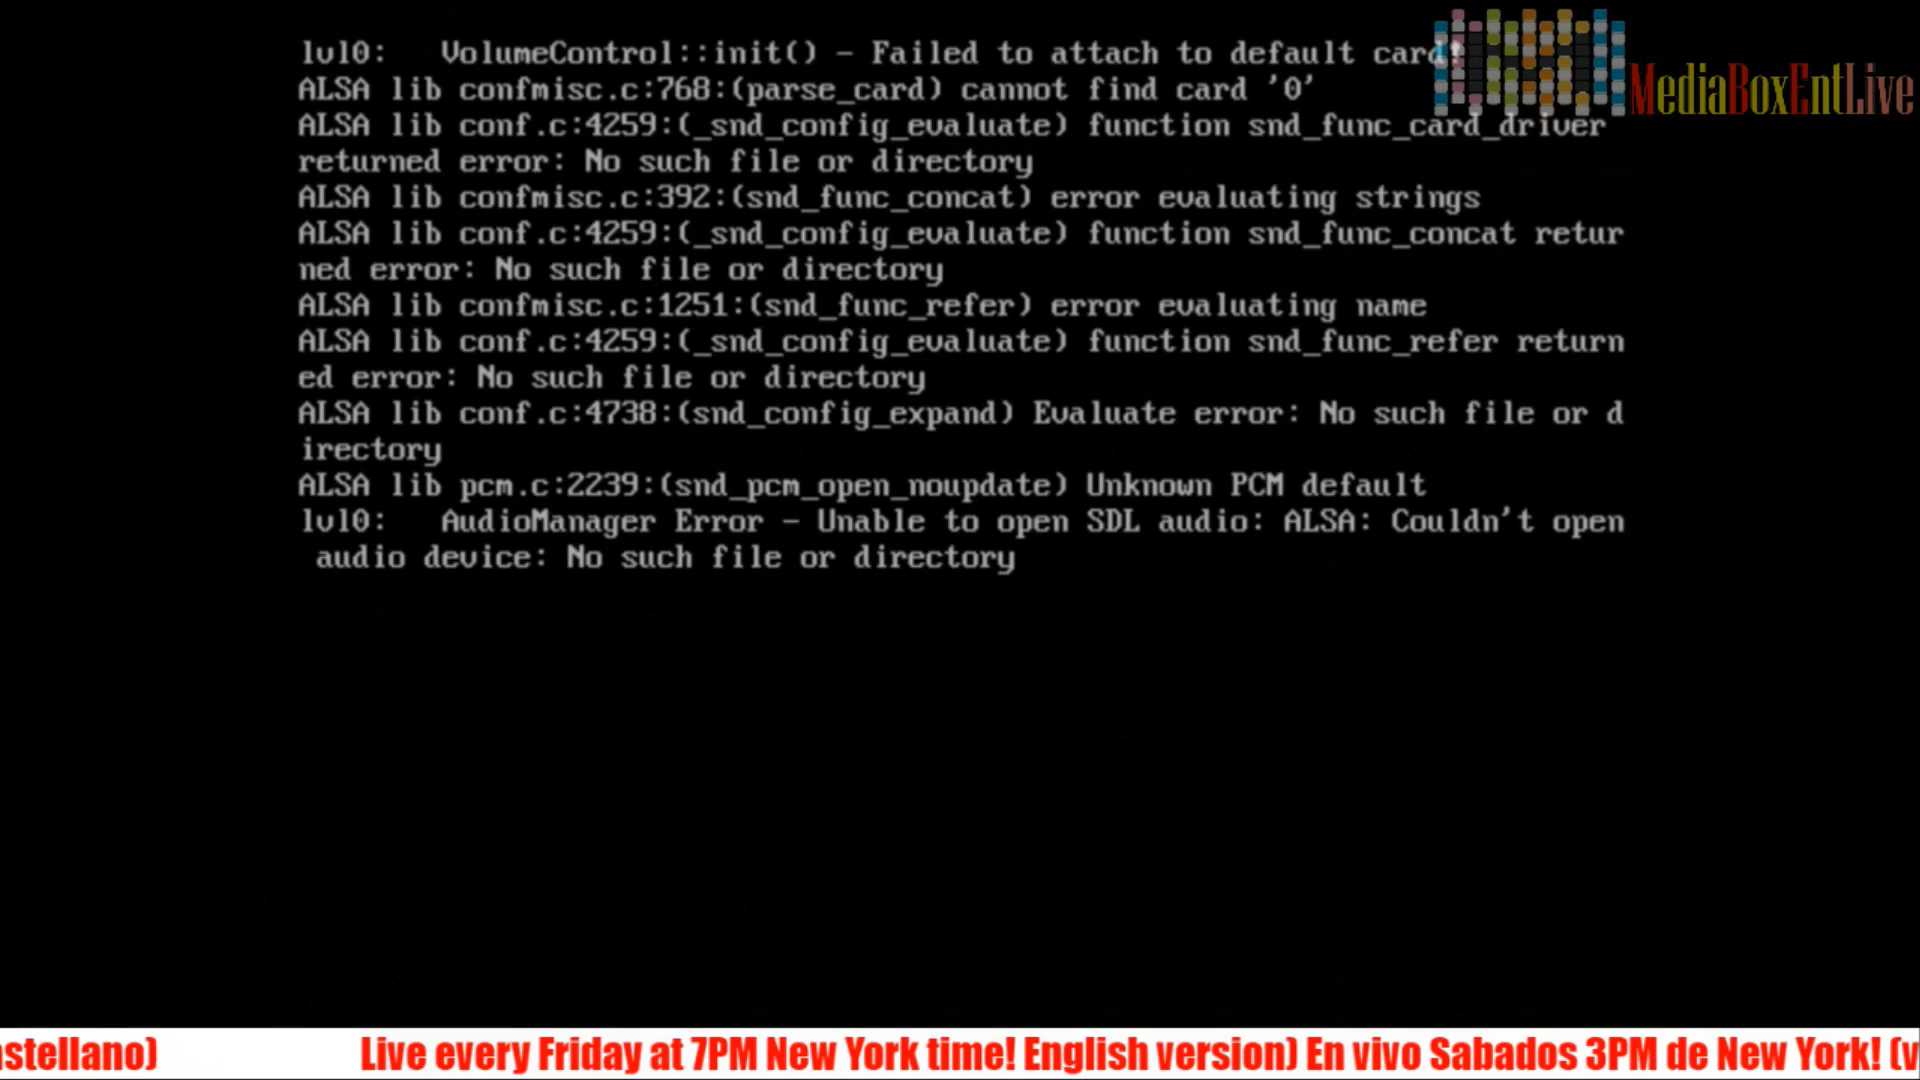 lvl0:   VolumeControl::init() - Failed to attach to default card!
ALSA lib confmisc.c:768:(parse_card) cannot find card '0'
ALSA lib conf.c:4259:(_snd_config_evaluate) function snd_func_card_driver
returned error: No such file or directory
ALSA lib confmisc.c:392:(snd_func_concat) error evaluating strings
ALSA lib conf.c:4259:(_snd_config_evaluate) function snd_func_concat retur
ned error: No such file or directory
ALSA lib confmisc.c:1251:(snd_func_refer) error evaluating name
ALSA lib conf.c:4259:(_snd_config_evaluate) function snd_func_refer return
ed error: No such file or directory
ALSA lib conf.c:4738:(snd_config_expand) Evaluate error: No such file or d
irectory
ALSA lib pcm.c:2239:(snd_pcm_open_noupdate) Unknown PCM default
lvl0:   AudioManager Error - Unable to open SDL audio: ALSA: Couldn't open
 audio device: No such file or directory
MediaBoxEntLive
astellano) Live every Friday at 7PM New York time! English version) En vivo Sabados 3PM de New York! (v